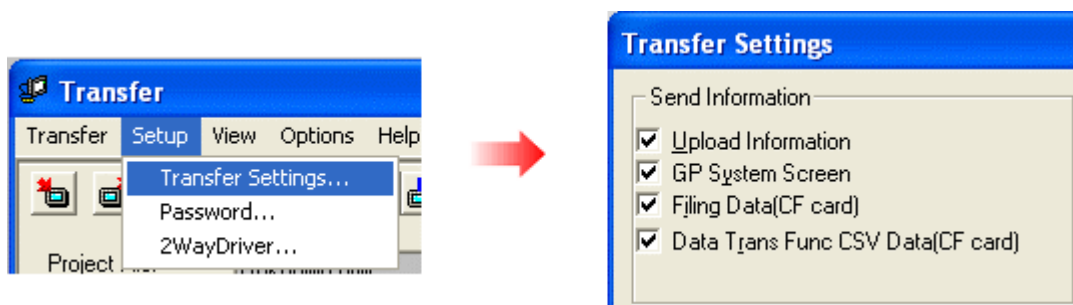 Transfer
Transfer Setup View Options Help
Transfer Settings...
Password...
2WayDriver...
Project
Transfer Settings
Send Information
Upload Information
GP System Screen
Filing Data(CF card)
Data Trans Func CSV Data(CF card)